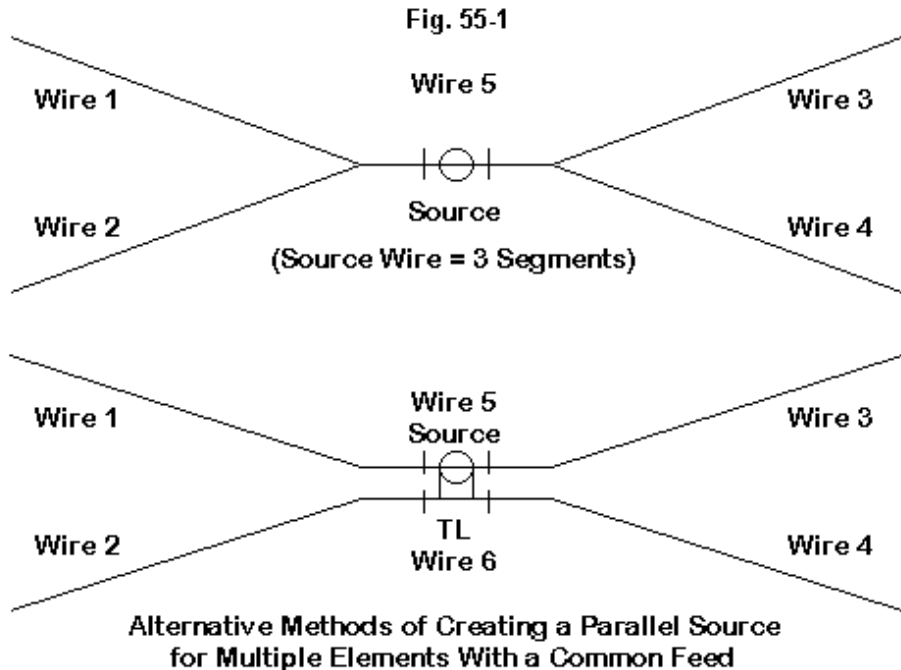 Fig. 55-1
Wire 5
Wire 1
Wire 3
Source
Wire 2
Wire 4
(Source Wire = 3 Segments)
Wire 1
Wire 5
Wire 3
Source
TL
Wire 2
Wire 4
Wire 6
Alternative Methods of Creating a Parallel Source
for Multiple Elements With a Common Feed